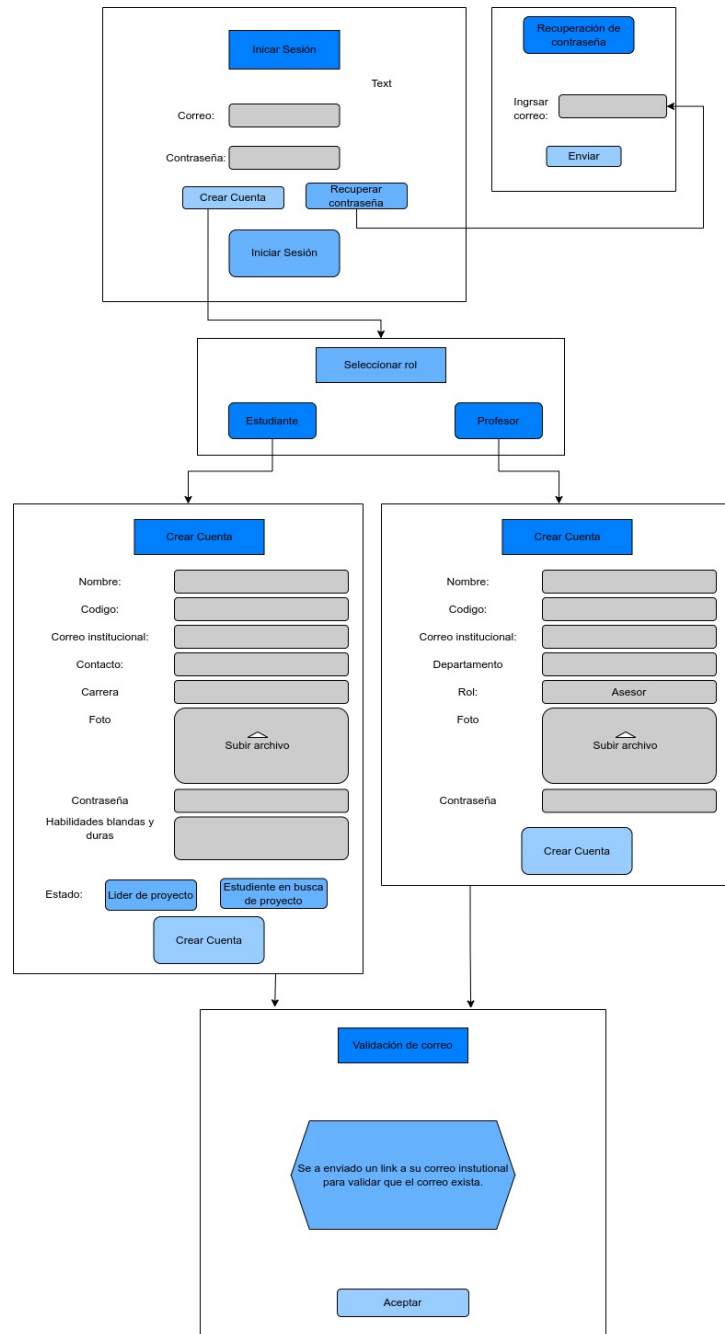 Inicar Sesión
Text
Correo:
Contraseña:
Crear Cuenta
Recuperar
contraseña
Iniciar Sesión
Recuperación de
contraseña
Ingrsar
correo:
Enviar
Seleccionar rol
Estudiante
Profesor
Crear Cuenta
Nombre:
Codigo:
Correo institucional:
Contacto:
Carrera
Foto
Subir archivo
Contraseña
Habilidades blandas y
duras
Estado:
Lider de proyecto
Estudiente en busca
de proyecto
Crear Cuenta
Crear Cuenta
Nombre:
Codigo:
Correo institucional:
Departamento
Rol:
Asesor
Foto
Subir archivo
Contraseña
Crear Cuenta
Validación de correo
Se a enviado un link a su correo instutional
para validar que el correo exista.
Aceptar